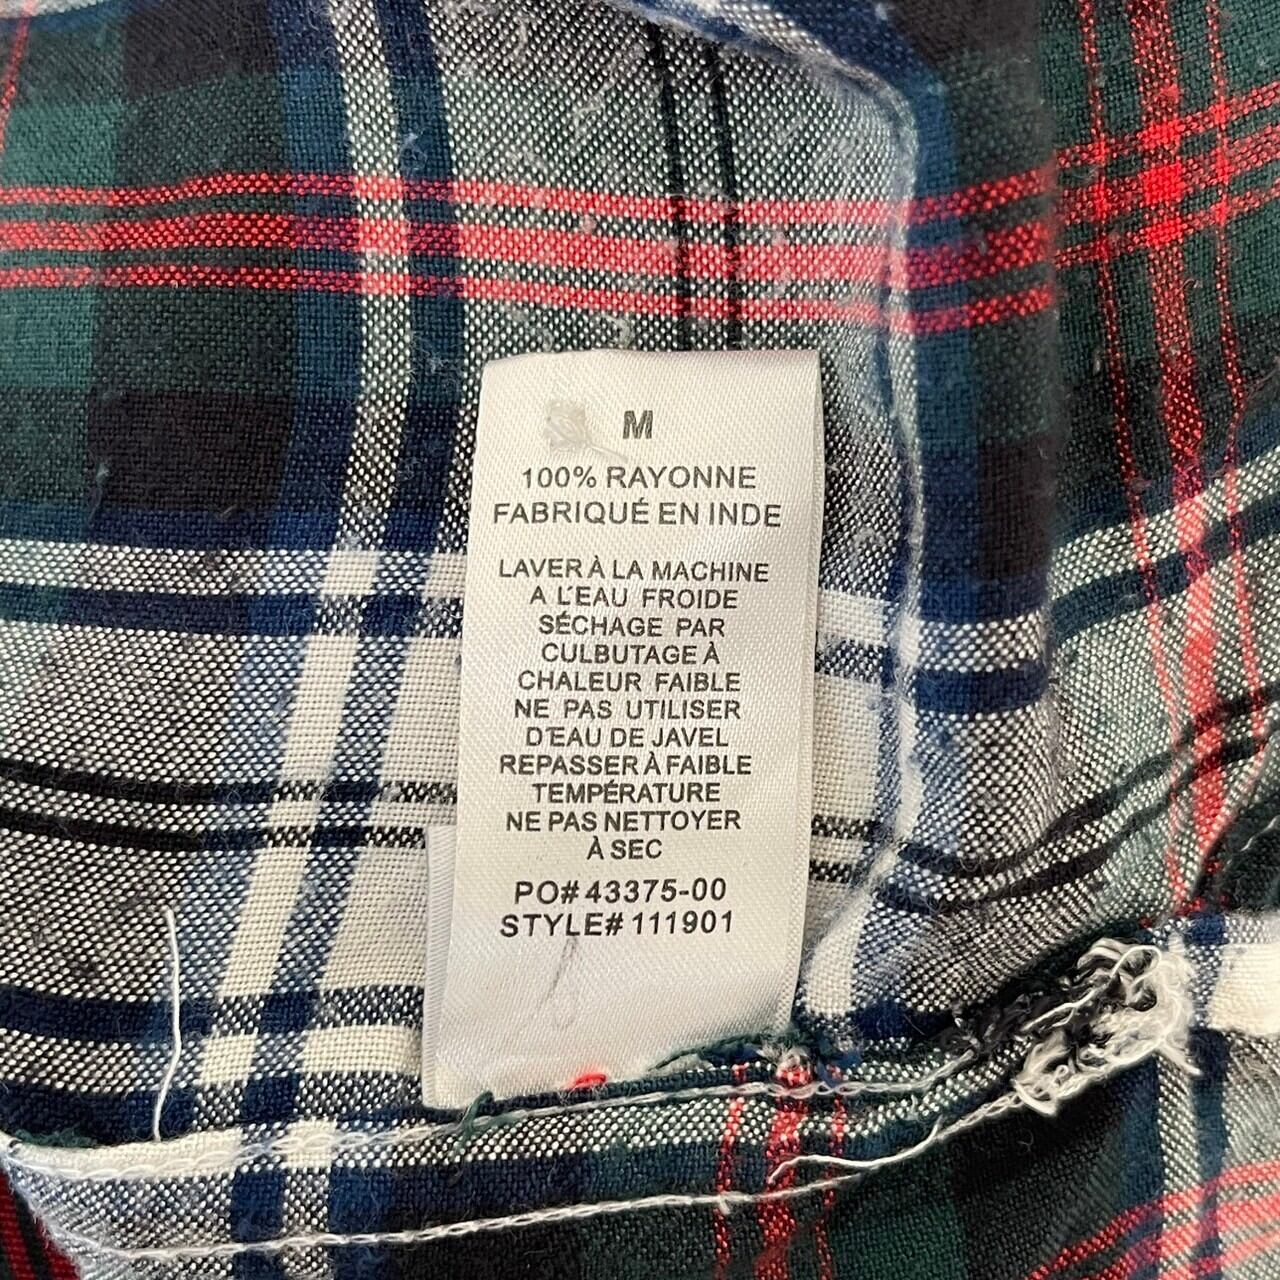 M
100% RAYONNE
FABRIQUÉ EN INDE
LAVER À LA MACHINE
A L'EAU FROIDE
SÉCHAGE PAR
CULBUTAGE À
CHALEUR FAIBLE
NE PAS UTILISER
D'EAU DE JAVEL
REPASSER À FAIBLE
TEMPÉRATURE
NE PAS NETTOYER
À SEC
PO# 43375-00
STYLE# 111901